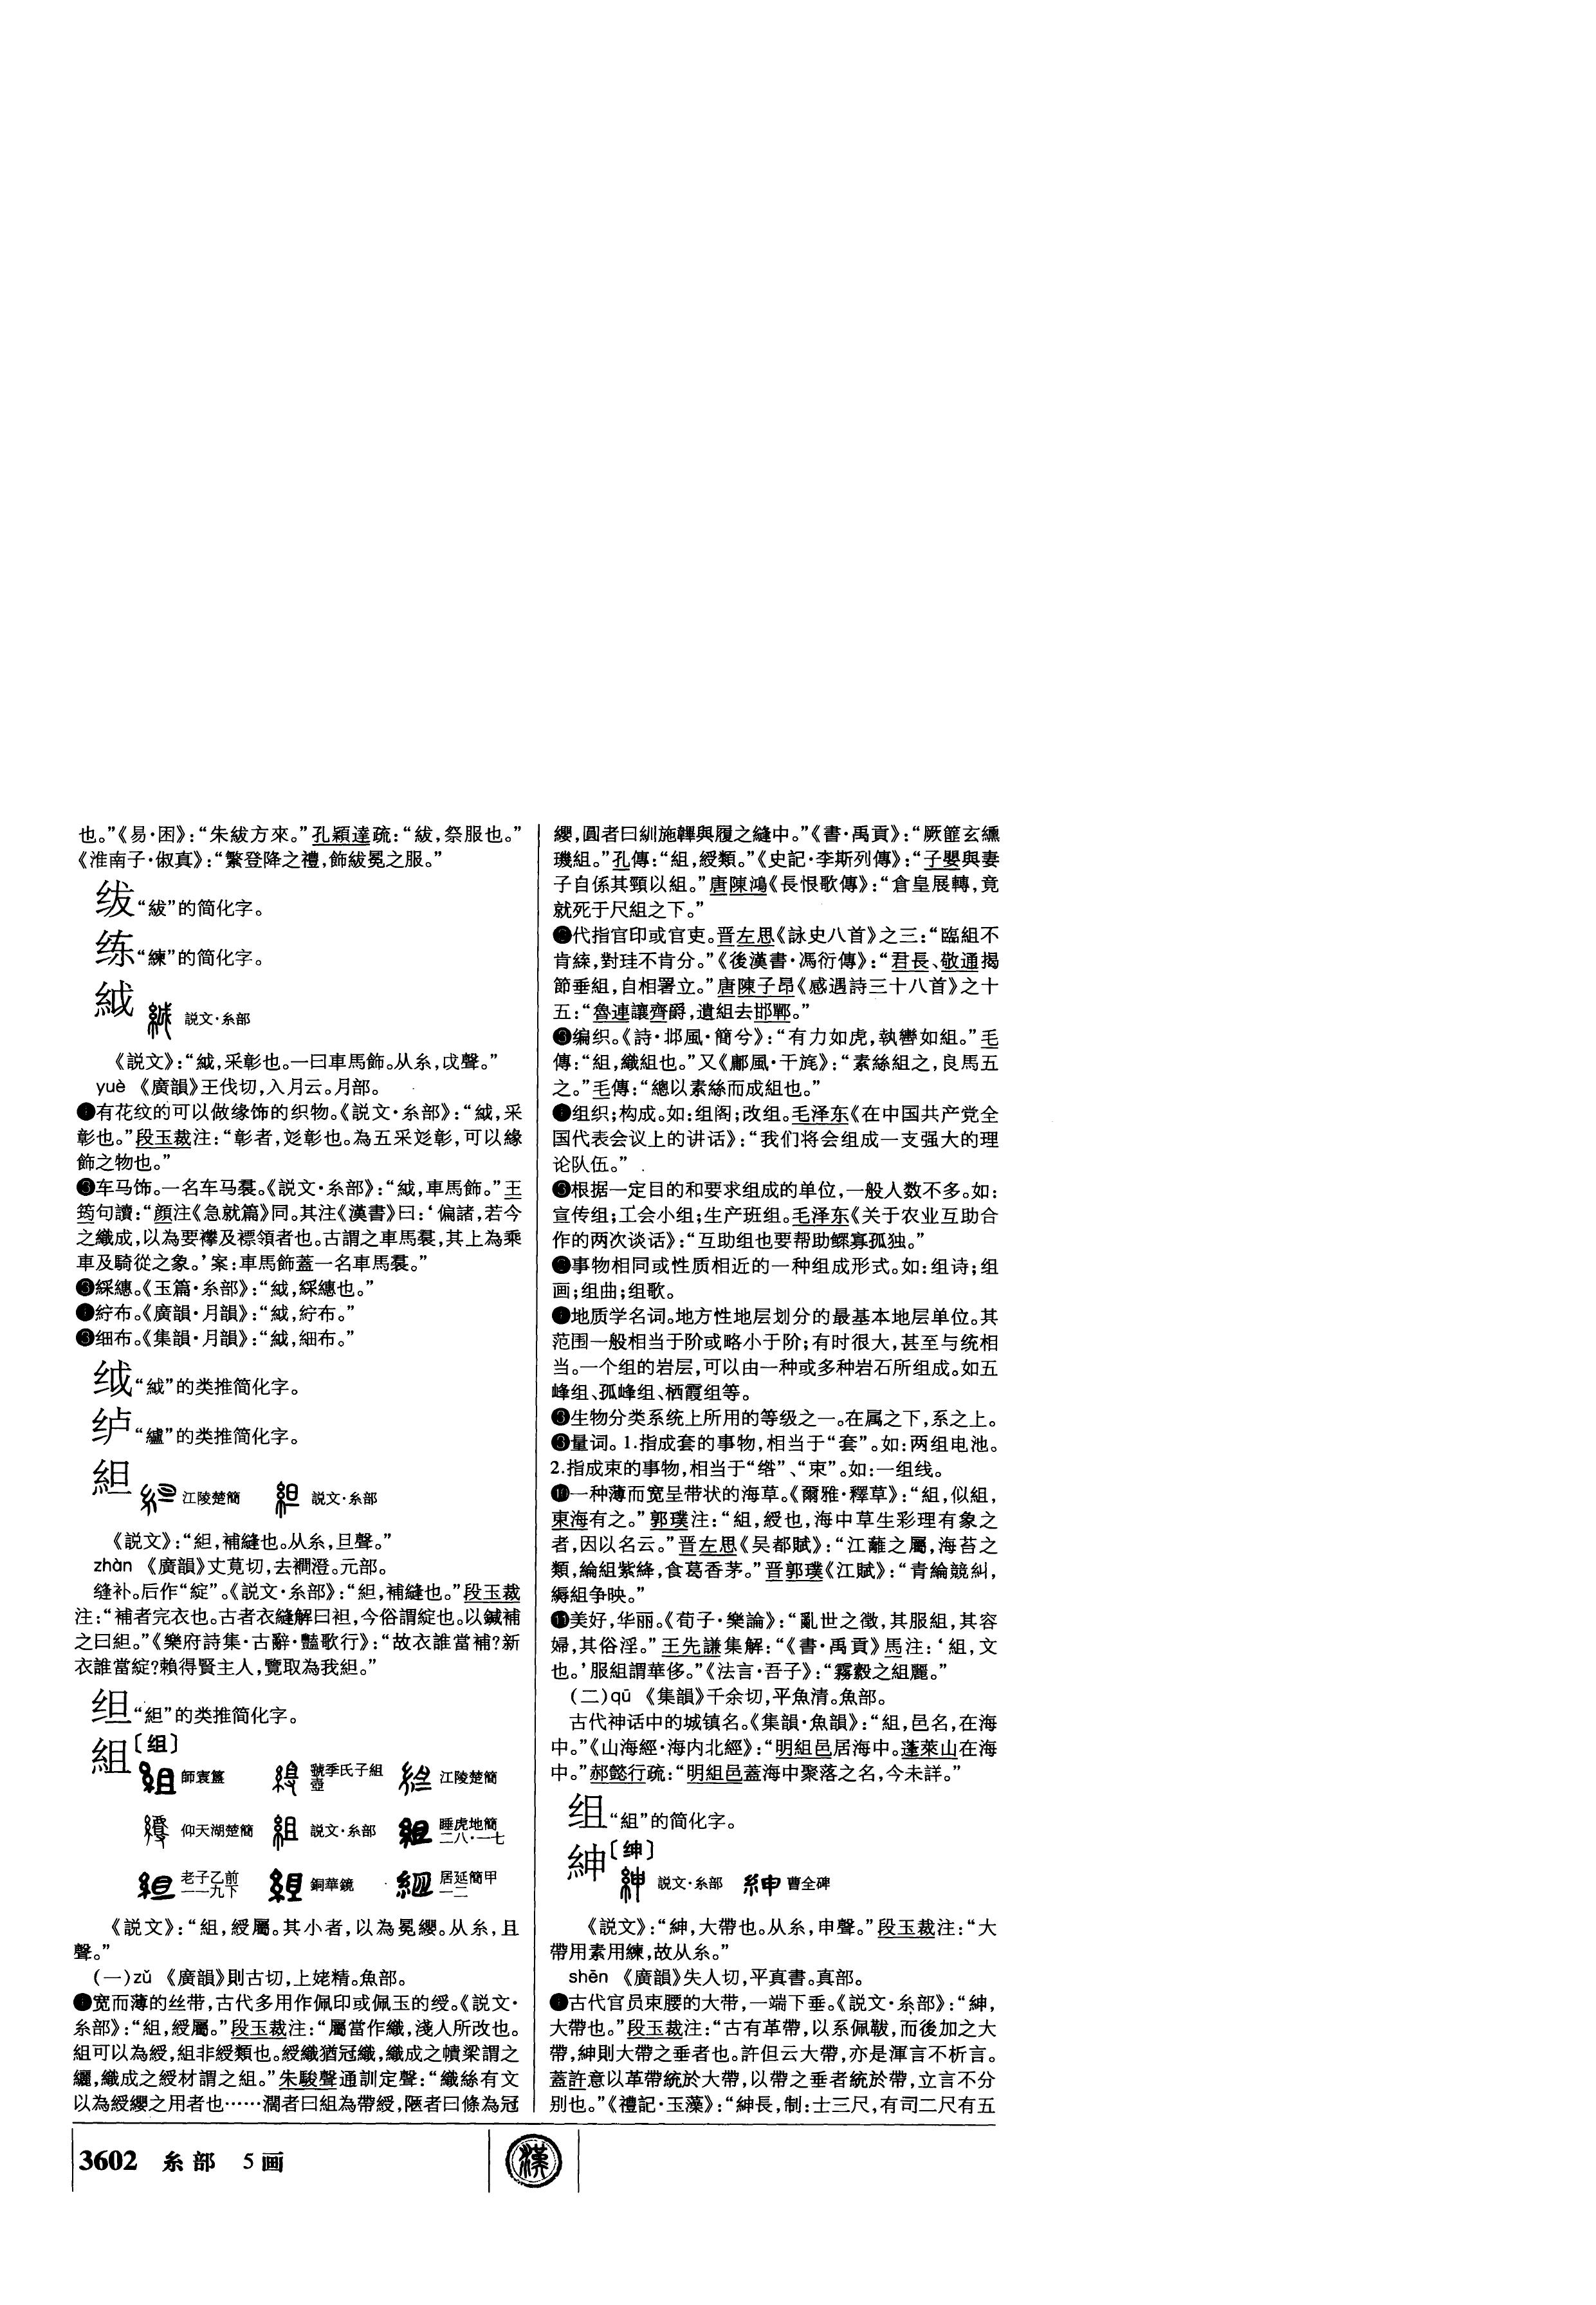 也。”《易·困》：“朱紱方來。”孔穎達疏：“紱，祭服也。”
《淮南子·俶真》：“繁登降之禮，飾紱冕之服。”
绂“紱”的简化字。
练“練”的简化字。
絨 説文·糸部
《説文》：“絨，采彰也。一曰車馬飾。从糸，戉聲。”
yuè 《廣韻》王伐切，入月云。月部。
❶有花纹的可以做缘饰的织物。《説文·糸部》：“絨，采
彰也。”段玉裁注：“彰者，彣彰也。為五采彣彰，可以緣
飾之物也。”
❷车马饰。一名车马裠。《説文·糸部》：“絨，車馬飾。”王
筠句讀：“顔注《急就篇》同。其注《漢書》曰：‘偏諸，若今
之織成，以為要襻及褾領者也。古謂之車馬裠，其上為乘
車及騎從之象。’案：車馬飾蓋一名車馬裠。”
❸綵繐。《玉篇·糸部》：“絨，綵繐也。”
❹紵布。《廣韻·月韻》：“絨，紵布。”
❺细布。《集韻·月韻》：“絨，細布。”
“絨”的类推简化字。
𬬻“纑”的类推简化字。
組 江陵楚簡 説文·糸部
《説文》：“袒，補縫也。从糸，旦聲。”
zhàn 《廣韻》丈莧切，去襇澄。元部。
缝补。后作“綻”。《説文·糸部》：“䋎，補縫也。”段玉裁
注：“補者完衣也。古者衣縫解曰袒，今俗謂綻也。以鍼補
之曰䋎。”《樂府詩集·古辭·豔歌行》：“故衣誰當補？新
衣誰當綻？賴得賢主人，覽取為我䋎。”
“䋎”的类推简化字。
組〔组〕
師㝨簋 虢季氏子組壺 江陵楚簡
仰天湖楚簡 説文·糸部 睡虎地簡二八·一七
老子乙前一一九下 銅華鏡 居延簡甲一二
《説文》：“組，綬屬。其小者，以為冕纓。从糸，且
聲。”
（一）zǔ 《廣韻》則古切，上姥精。魚部。
❶宽而薄的丝带，古代多用作佩印或佩玉的绶。《説文·
糸部》：“組，綬屬。”段玉裁注：“屬當作織，淺人所改也。
組可以為綬，組非綬類也。綬織猶冠織，織成之幘梁謂之
纚，織成之綬材謂之組。”朱駿聲通訓定聲：“織絲有文
以為綬纓之用者也……濶者曰組為帶綬，陿者曰條為冠
纓，圓者曰紃施鞸與履之縫中。”《書·禹貢》：“厥篚玄纁
璣組。”孔傳：“組，綬類。”《史記·李斯列傳》：“子嬰與妻
子自係其頸以組。”唐陳鴻《長恨歌傳》：“倉皇展轉，竟
就死于尺組之下。”
❷代指官印或官吏。晋左思《詠史八首》之三：“臨組不
肯緤，對珪不肯分。”《後漢書·馮衍傳》：“君長、敬通揭
節垂組，自相署立。”唐陳子昂《感遇詩三十八首》之十
五：“魯連讓齊爵，遺組去邯鄲。”
❸编织。《詩·邶風·簡兮》：“有力如虎，執轡如組。”毛
傳：“組，織組也。”又《鄘風·干旄》：“素絲組之，良馬五
之。”毛傳：“總以素絲而成組也。”
❹组织；构成。如：组阁；改组。毛泽东《在中国共产党全
国代表会议上的讲话》：“我们将会组成一支强大的理
论队伍。”
❺根据一定目的和要求组成的单位，一般人数不多。如：
宣传组；工会小组；生产班组。毛泽东《关于农业互助合
作的两次谈话》：“互助组也要帮助鳏寡孤独。”
❻事物相同或性质相近的一种组成形式。如：组诗；组
画；组曲；组歌。
❼地质学名词。地方性地层划分的最基本地层单位。其
范围一般相当于阶或略小于阶；有时很大，甚至与统相
当。一个组的岩层，可以由一种或多种岩石所组成。如五
峰组、孤峰组、栖霞组等。
❽生物分类系统上所用的等级之一。在属之下，系之上。
❾量词。1.指成套的事物，相当于“套”。如：两组电池。
2.指成束的事物，相当于“绺”、“束”。如：一组线。
❿一种薄而宽呈带状的海草。《爾雅·釋草》：“組，似組，
東海有之。”郭璞注：“組，綬也，海中草生彩理有象之
者，因以名云。”晋左思《吴都賦》：“江蘺之屬，海苔之
類，綸組紫絳，食葛香茅。”晋郭璞《江賦》：“青綸競糾，
縟組争映。”
⓫美好，华丽。《荀子·樂論》：“亂世之徵，其服組，其容
婦，其俗淫。”王先謙集解：“《書·禹貢》馬注：‘組，文
也。’服組謂華侈。”《法言·吾子》：“霧縠之組麗。”
（二）qū 《集韻》千余切，平魚清。魚部。
古代神话中的城镇名。《集韻·魚韻》：“組，邑名，在海
中。”《山海經·海内北經》：“明組邑居海中。蓬萊山在海
中。”郝懿行疏：“明組邑蓋海中聚落之名，今未詳。”
组“組”的简化字。
紳〔绅〕
説文·糸部 曹全碑
《説文》：“紳，大帶也。从糸，申聲。”段玉裁注：“大
帶用素用練，故从糸。”
shēn 《廣韻》失人切，平真書。真部。
❶古代官员束腰的大带，一端下垂。《説文·糸部》：“紳，
大帶也。”段玉裁注：“古有革帶，以系佩韍，而後加之大
帶，紳則大帶之垂者也。許但云大帶，亦是渾言不析言。
蓋許意以革帶統於大帶，以帶之垂者統於帶，立言不分
别也。”《禮記·玉藻》：“紳長，制：士三尺，有司二尺有五
3602 糸部 5画
漢